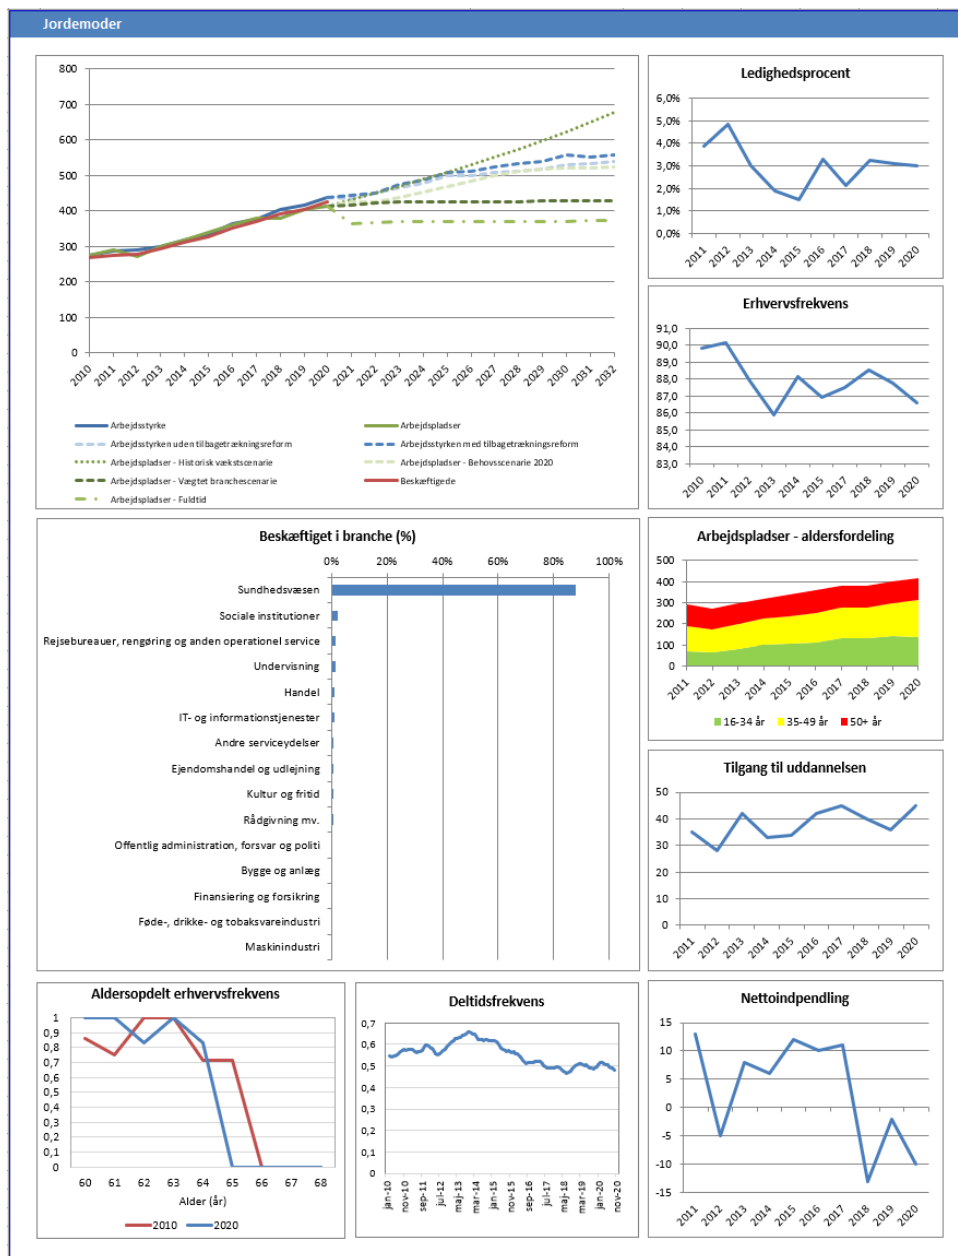 Jordemoder
800
700
600
500
400
300
200
100
0
2010 2011 2012 2013 2014 2015 2016 2017 2018 2019 2020 2021 2022 2023 2024 2025 2026 2027 2028 2029 2030 2031 2032
Arbejdsstyrke
Arbejdspladser
Arbejdsstyrken uden tilbagetrækningsreform
Arbejdsstyrken med tilbagetrækningsreform
Arbejdspladser - Historisk vækstscenarie
Arbejdspladser - Behovsscenarie 2020
Arbejdspladser - Vægtet branchescenarie
Beskæftigede
Arbejdspladser - Fuldtid
Ledighedsprocent
6,0%
5,0%
4,0%
3,0%
2,0%
1,0%
0,0%
2011 2012 2013 2014 2015 2016 2017 2018 2019 2020
Erhvervsfrekvens
91,0
90,0
89,0
88,0
87,0
86,0
85,0
84,0
83,0
2010 2011 2012 2013 2014 2015 2016 2017 2018 2019 2020
Beskæftiget i branche (%)
0% 20% 40% 60% 80% 100%
Sundhedsvæsen
Sociale institutioner
Rejsebureauer, rengøring og anden operationel service
Undervisning
Handel
IT- og informationstjenester
Andre serviceydelser
Ejendomshandel og udlejning
Kultur og fritid
Rådgivning mv.
Offentlig administration, forsvar og politi
Bygge og anlæg
Finansiering og forsikring
Føde-, drikke- og tobaksvareindustri
Maskinindustri
Arbejdspladser - aldersfordeling
500
400
300
200
100
0
2011 2012 2013 2014 2015 2016 2017 2018 2019 2020
16-34 år 35-49 år 50+ år
Tilgang til uddannelsen
50
40
30
20
10
0
2011 2012 2013 2014 2015 2016 2017 2018 2019 2020
Aldersopdelt erhvervsfrekvens
1
0,9
0,8
0,7
0,6
0,5
0,4
0,3
0,2
0,1
0
60 61 62 63 64 65 66 67 68
Alder (år)
2010 2020
Deltidsfrekvens
0,7
0,6
0,5
0,4
0,3
0,2
0,1
0
jan-10 nov-10 sep-11 jul-12 maj-13 mar-14 jan-15 nov-15 sep-16 jul-17 maj-18 mar-19 jan-20 nov-20
Nettoindpendling
15
10
5
0
-5
-10
-15
2011 2012 2013 2014 2015 2016 2017 2018 2019 2020